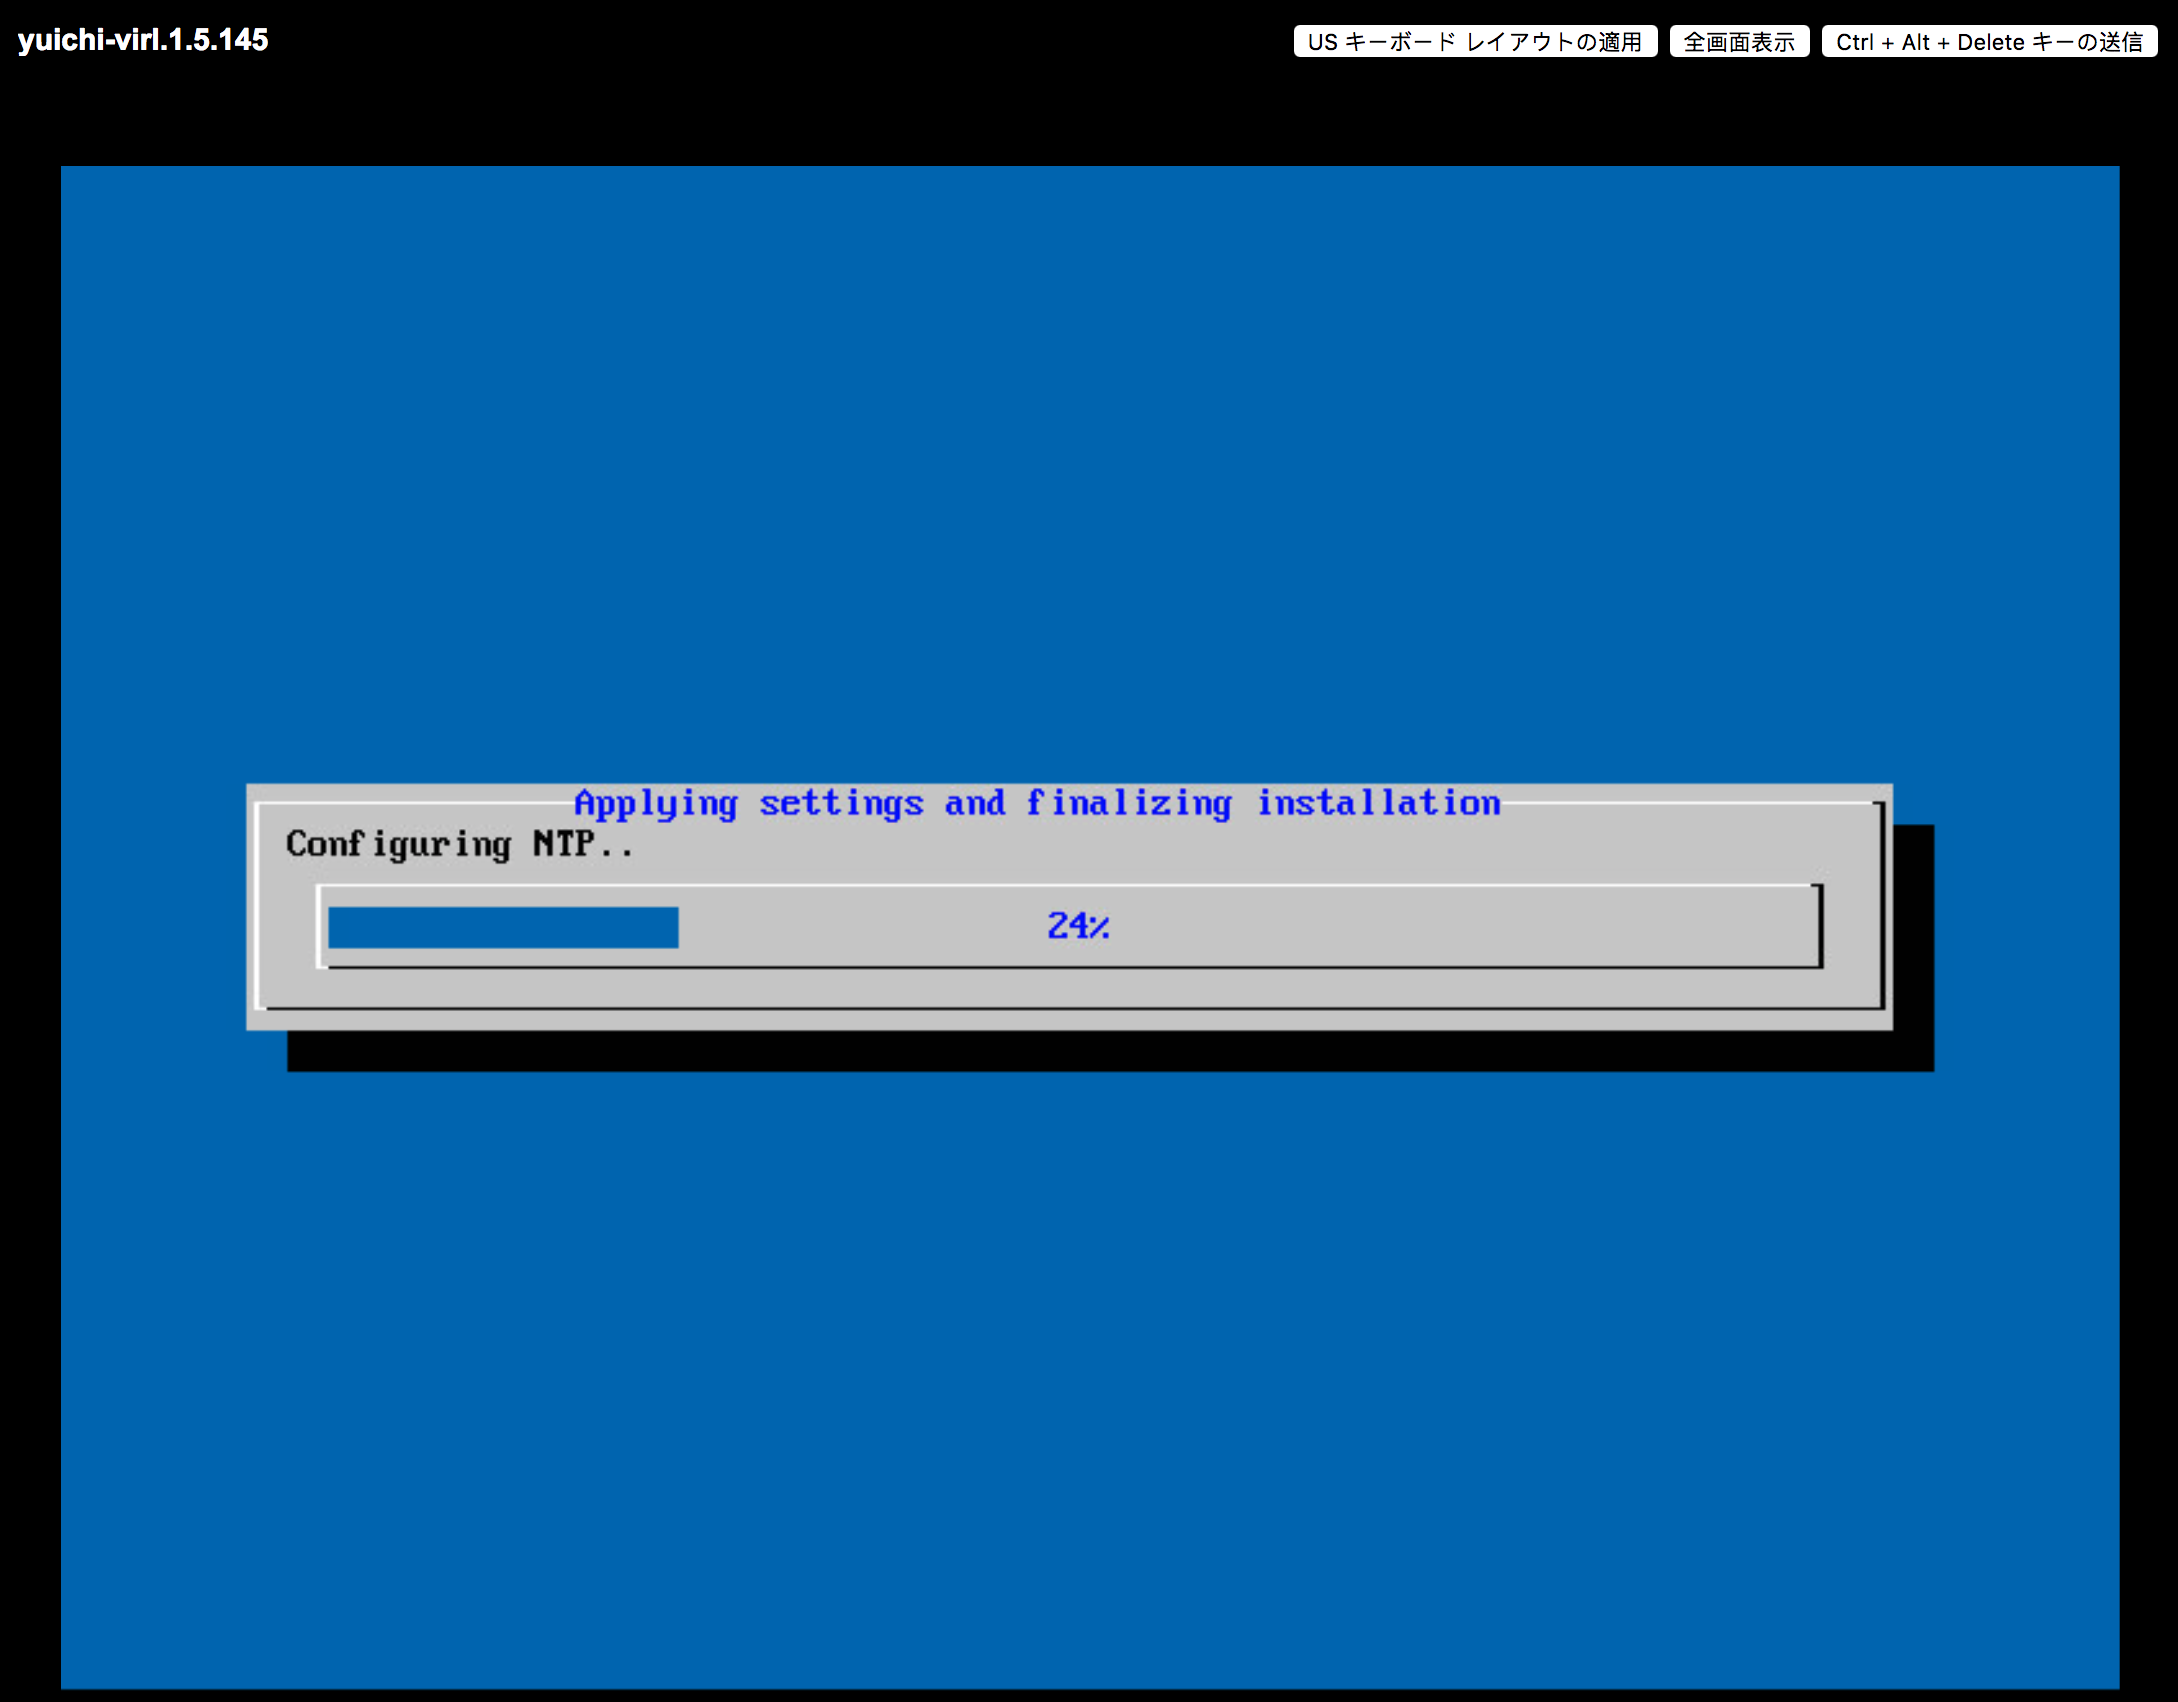 yuichi-virl.1.5.145
US キーボード レイアウトの適用
全画面表示
Ctrl + Alt + Delete キーの送信
Applying settings and finalizing installation
Configuring NTP..
24%